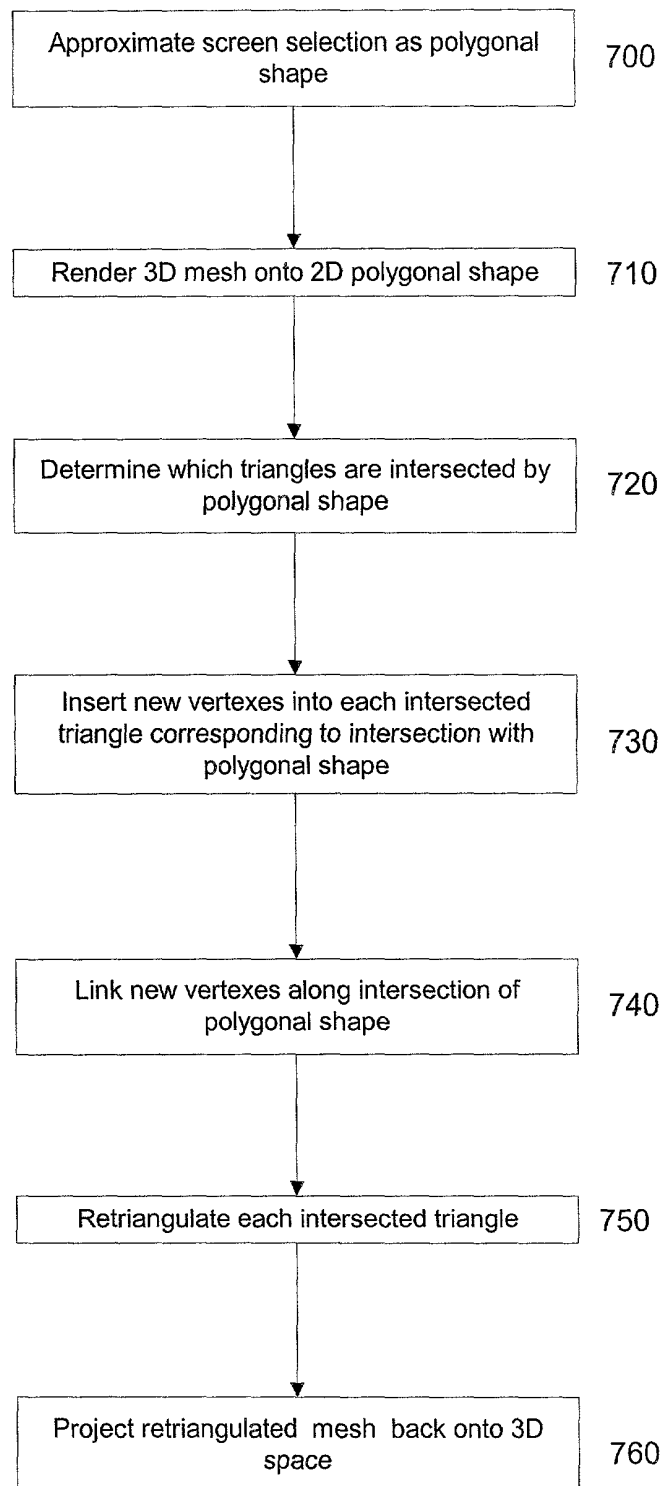 Approximate screen selection as polygonal
shape
700
Render 3D mesh onto 2D polygonal shape
710
Determine which triangles are intersected by
polygonal shape
720
Insert new vertexes into each intersected
triangle corresponding to intersection with
polygonal shape
730
Link new vertexes along intersection of
polygonal shape
740
Retriangulate each intersected triangle
750
Project retriangulated mesh back onto 3D
space
760